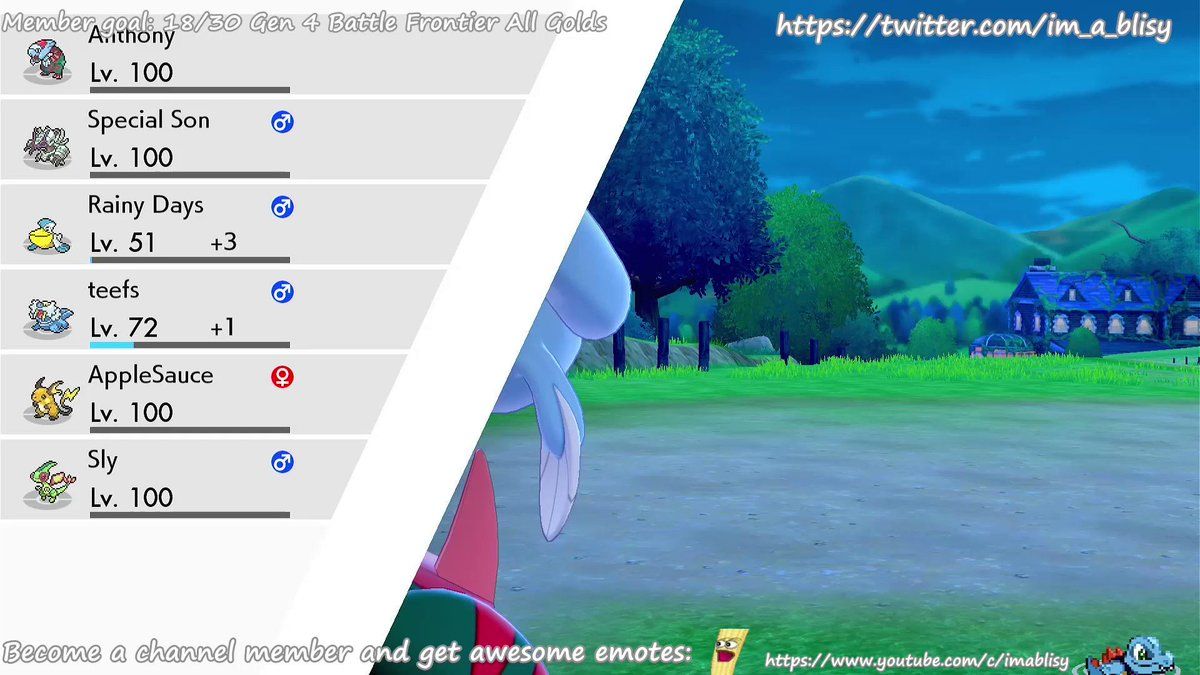 Member goal: 18/30 Gen 4 Battle Frontier All Golds
https://twitter.com/im_a_blisy
Anthony
Lv. 100
Special Son
Lv. 100
Rainy Days
Lv. 51 +3
teefs
Lv. 72 +1
AppleSauce
Lv. 100
Sly
Lv. 100
Become a channel member and get awesome emotes:
https://www.youtube.com/c/imablisy